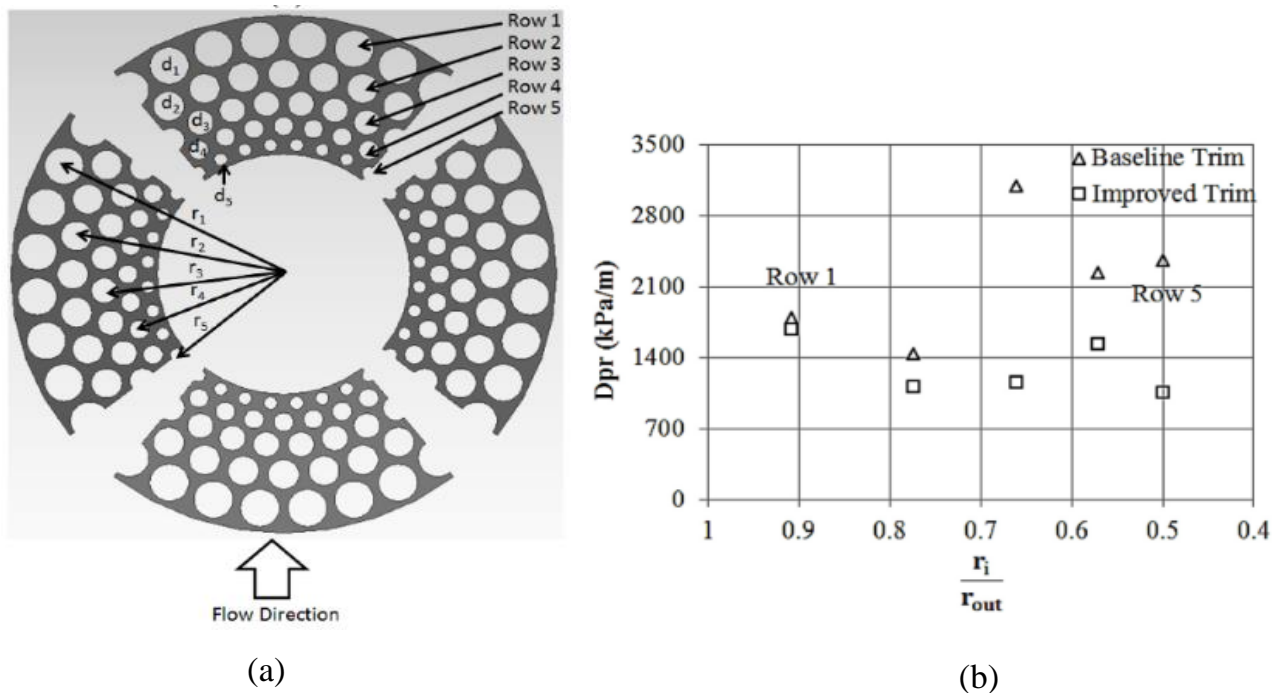 Row 1
Row 2
Row 3
Row 4
Row 5
d1
d2
d3
d4
d5
r1
r2
r3
r4
r5
Flow Direction
(a)
3500
2800
2100
1400
700
0
Dpr (kPa/m)
Baseline Trim
Improved Trim
Row 1
Row 5
1 0.9 0.8 0.7 0.6 0.5 0.4
ri
rout
(b)